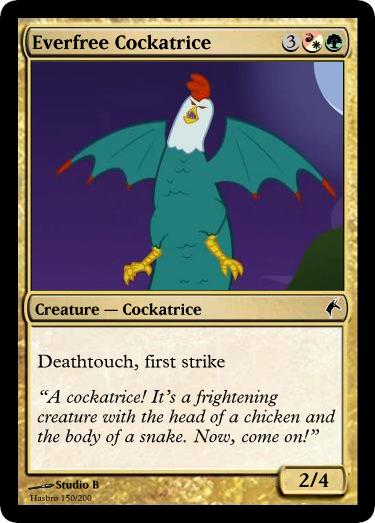 Everfree Cockatrice 3
Creature — Cockatrice
Deathtouch, first strike
“A cockatrice! It’s a frightening
creature with the head of a chicken and
the body of a snake. Now, come on!”
Studio B
Hasbro 150/200
2/4